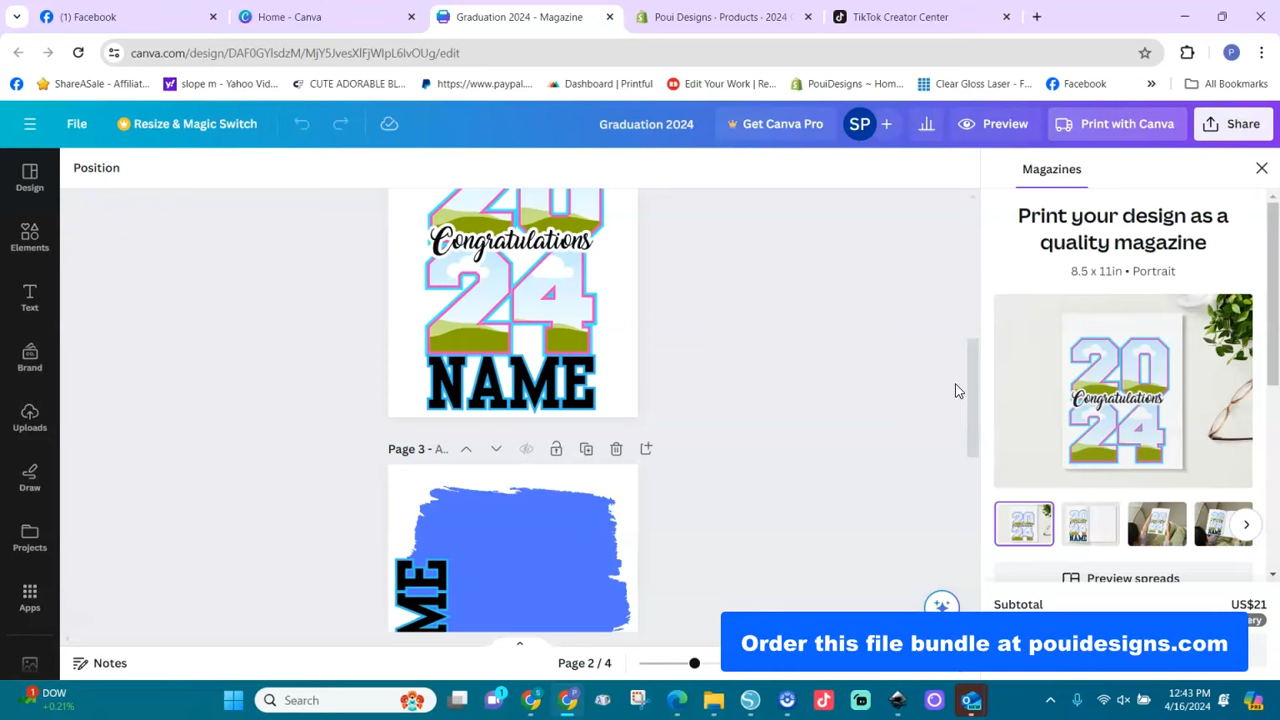 (1) Facebook
Home - Canva
Graduation 2024 - Magazine
Poui Designs - Products - 2024 C
TikTok Creator Center
canva.com/design/DAF0GYlsdzM/MjY5JvesXlFjWIpL6lvOUg/edit
P
ShareASale - Affiliat...
slope m - Yahoo Vid...
CUTE ADORABLE BL...
https://www.paypal....
Dashboard | Printful
Edit Your Work | Re...
PouiDesigns ~ Hom...
Clear Gloss Laser - F...
Facebook
All Bookmarks
File
Resize & Magic Switch
Graduation 2024
Get Canva Pro
SP
Preview
Print with Canva
Share
Design
Elements
Text
Brand
Uploads
Draw
Projects
Apps
Position
20
Congratulations
24
NAME
Page 3 - A..
ME
Magazines
Print your design as a
quality magazine
8.5 x 11in • Portrait
20
Congratulations
24
Preview spreads
Subtotal
US$21
Order this file bundle at pouidesigns.com
Notes
Page 2 / 4
1
DOW
+0.21%
Search
1
12:43 PM
4/16/2024